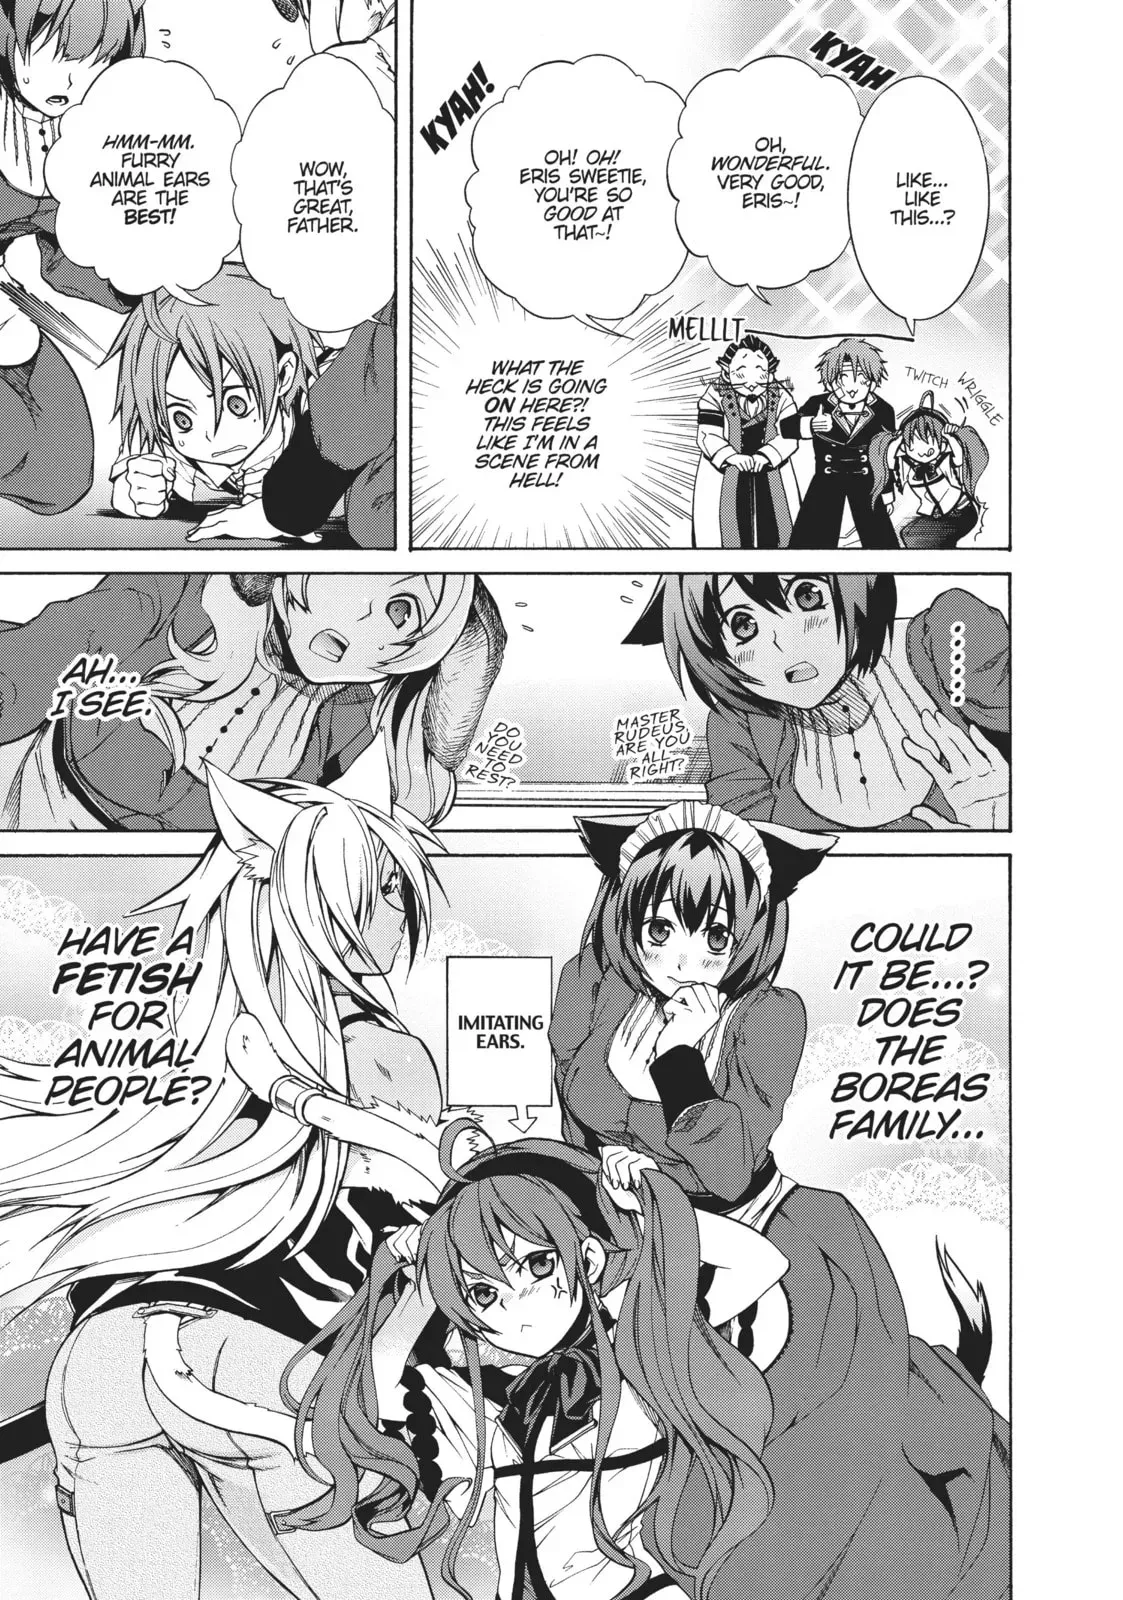 KYAH
LIKE...
LIKE
THIS...?
OH,
WONDERFUL.
VERY GOOD,
ERIS~!
KYAH!
OH! OH!
ERIS SWEETIE,
YOU'RE SO
GOOD AT
THAT~!
MELLLT
TWITCH
WRIGGLE
WHAT THE
HECK IS GOING
ON HERE?!
THIS FEELS
LIKE I'M IN A
SCENE FROM
HELL!
WOW,
THAT'S
GREAT,
FATHER.
HMM-MM.
FURRY
ANIMAL EARS
ARE THE
BEST!
........
MASTER
RUDEUS,
ARE YOU
ALL
RIGHT?
DO
YOU
NEED
TO
REST?
AH...
I SEE.
COULD
IT BE...?
DOES
THE
BOREAS
FAMILY...
IMITATING
EARS.
HAVE A
FETISH
FOR
ANIMAL
PEOPLE?